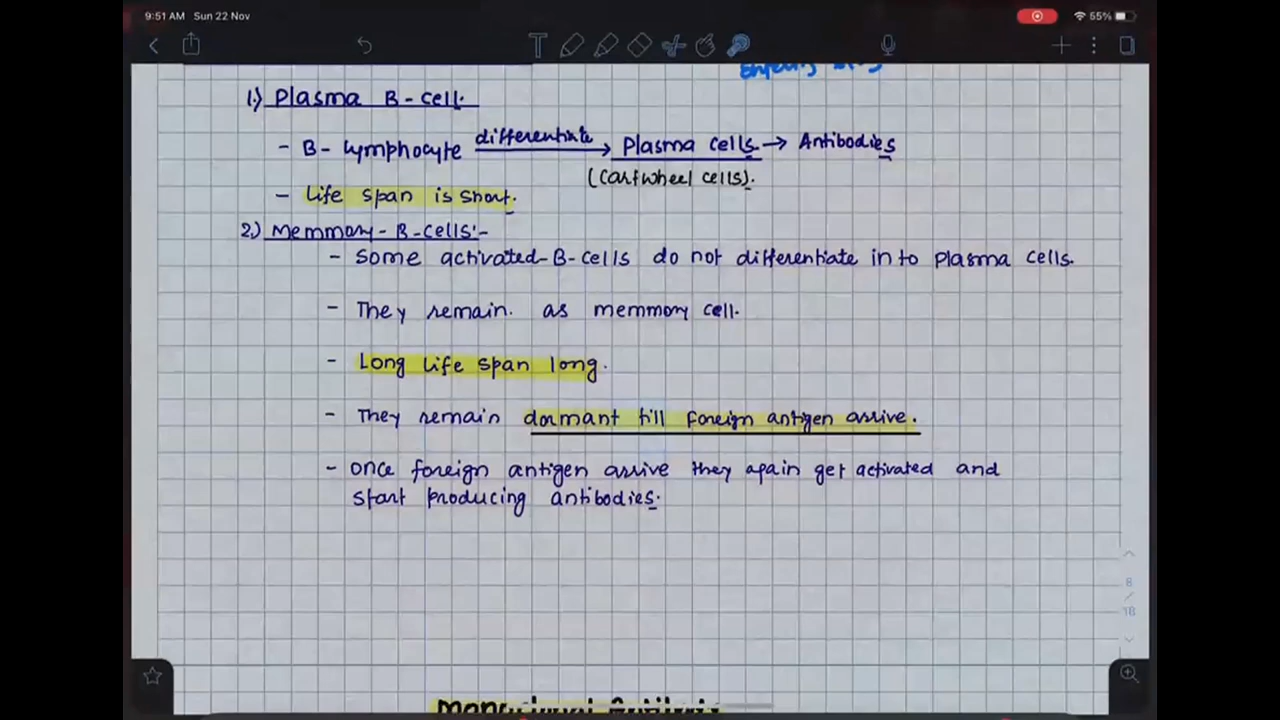 9:51 AM Sun 22 Nov
55%
1.) Plasma B-cell.
- B-lymphocyte differentiate → Plasma cells → Antibodies
(Cartwheel cells).
- Life span is short.
2) Memmory-B-cells:-
- Some activated-B-cells do not differentiate in to plasma cells.
- They remain. as memmory cell.
- Long life span long.
- They remain dormant till foreign antigen arrive.
- once foreign antigen arrive they again get activated and
start producing antibodies.
8
/
18